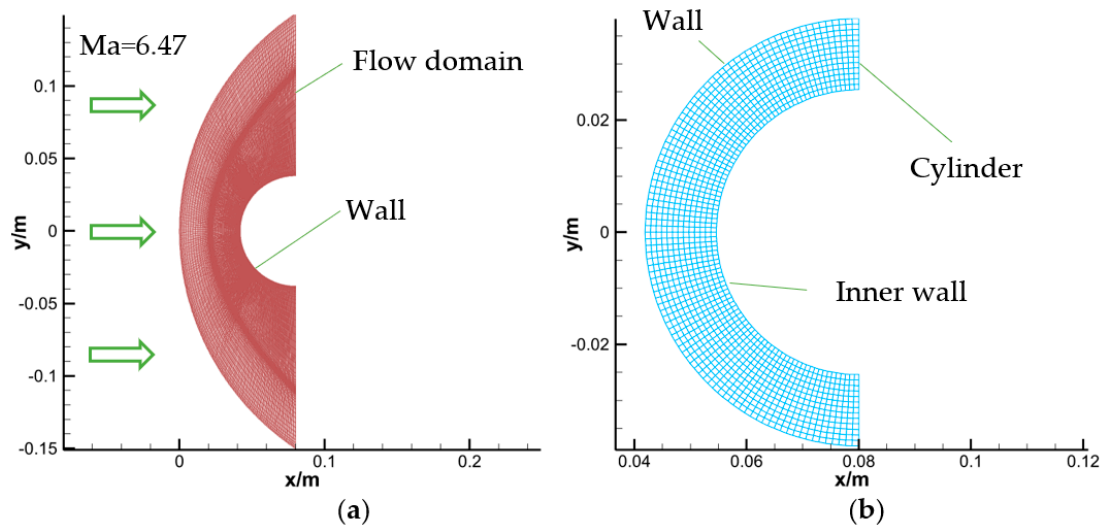 Ma=6.47
Flow domain
Wall
0.1
0.05
0
-0.05
-0.1
-0.15
y/m
0
0.1
0.2
x/m
(a)
Wall
Cylinder
Inner wall
0.02
0
-0.02
y/m
0.04
0.06
0.08
0.1
0.12
x/m
(b)